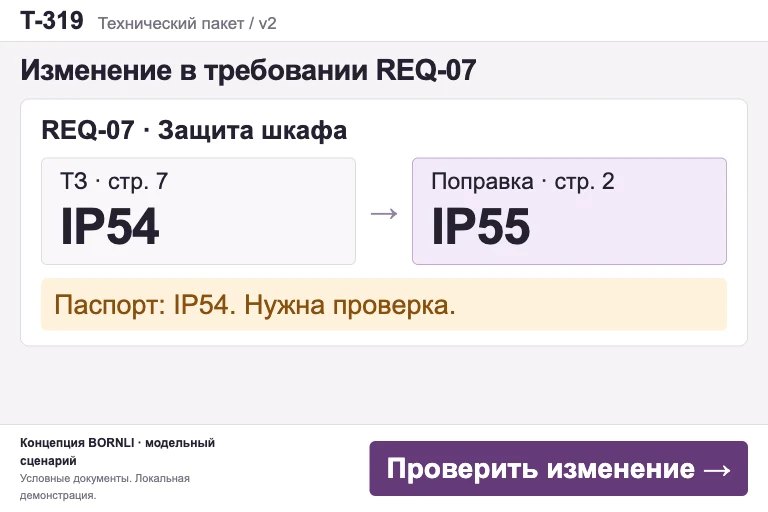 T-319 Технический пакет / v2
Изменение в требовании REQ-07
REQ-07 · Защита шкафа
ТЗ · стр. 7
IP54
→
Поправка · стр. 2
IP55
Паспорт: IP54. Нужна проверка.
Концепция BORNLI · модельный
сценарий
Условные документы. Локальная
демонстрация.
Проверить изменение →